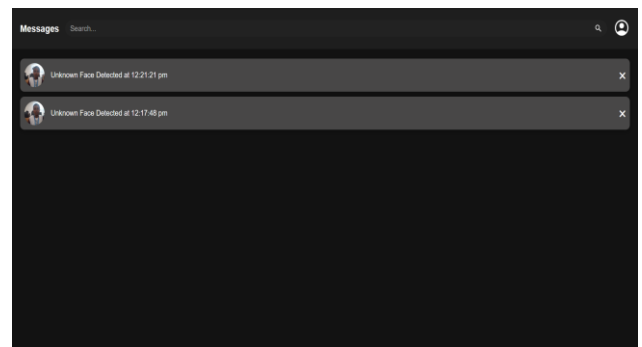 Messages Search...
Unknown Face Detected at 12:21:21 pm
Unknown Face Detected at 12:17:48 pm